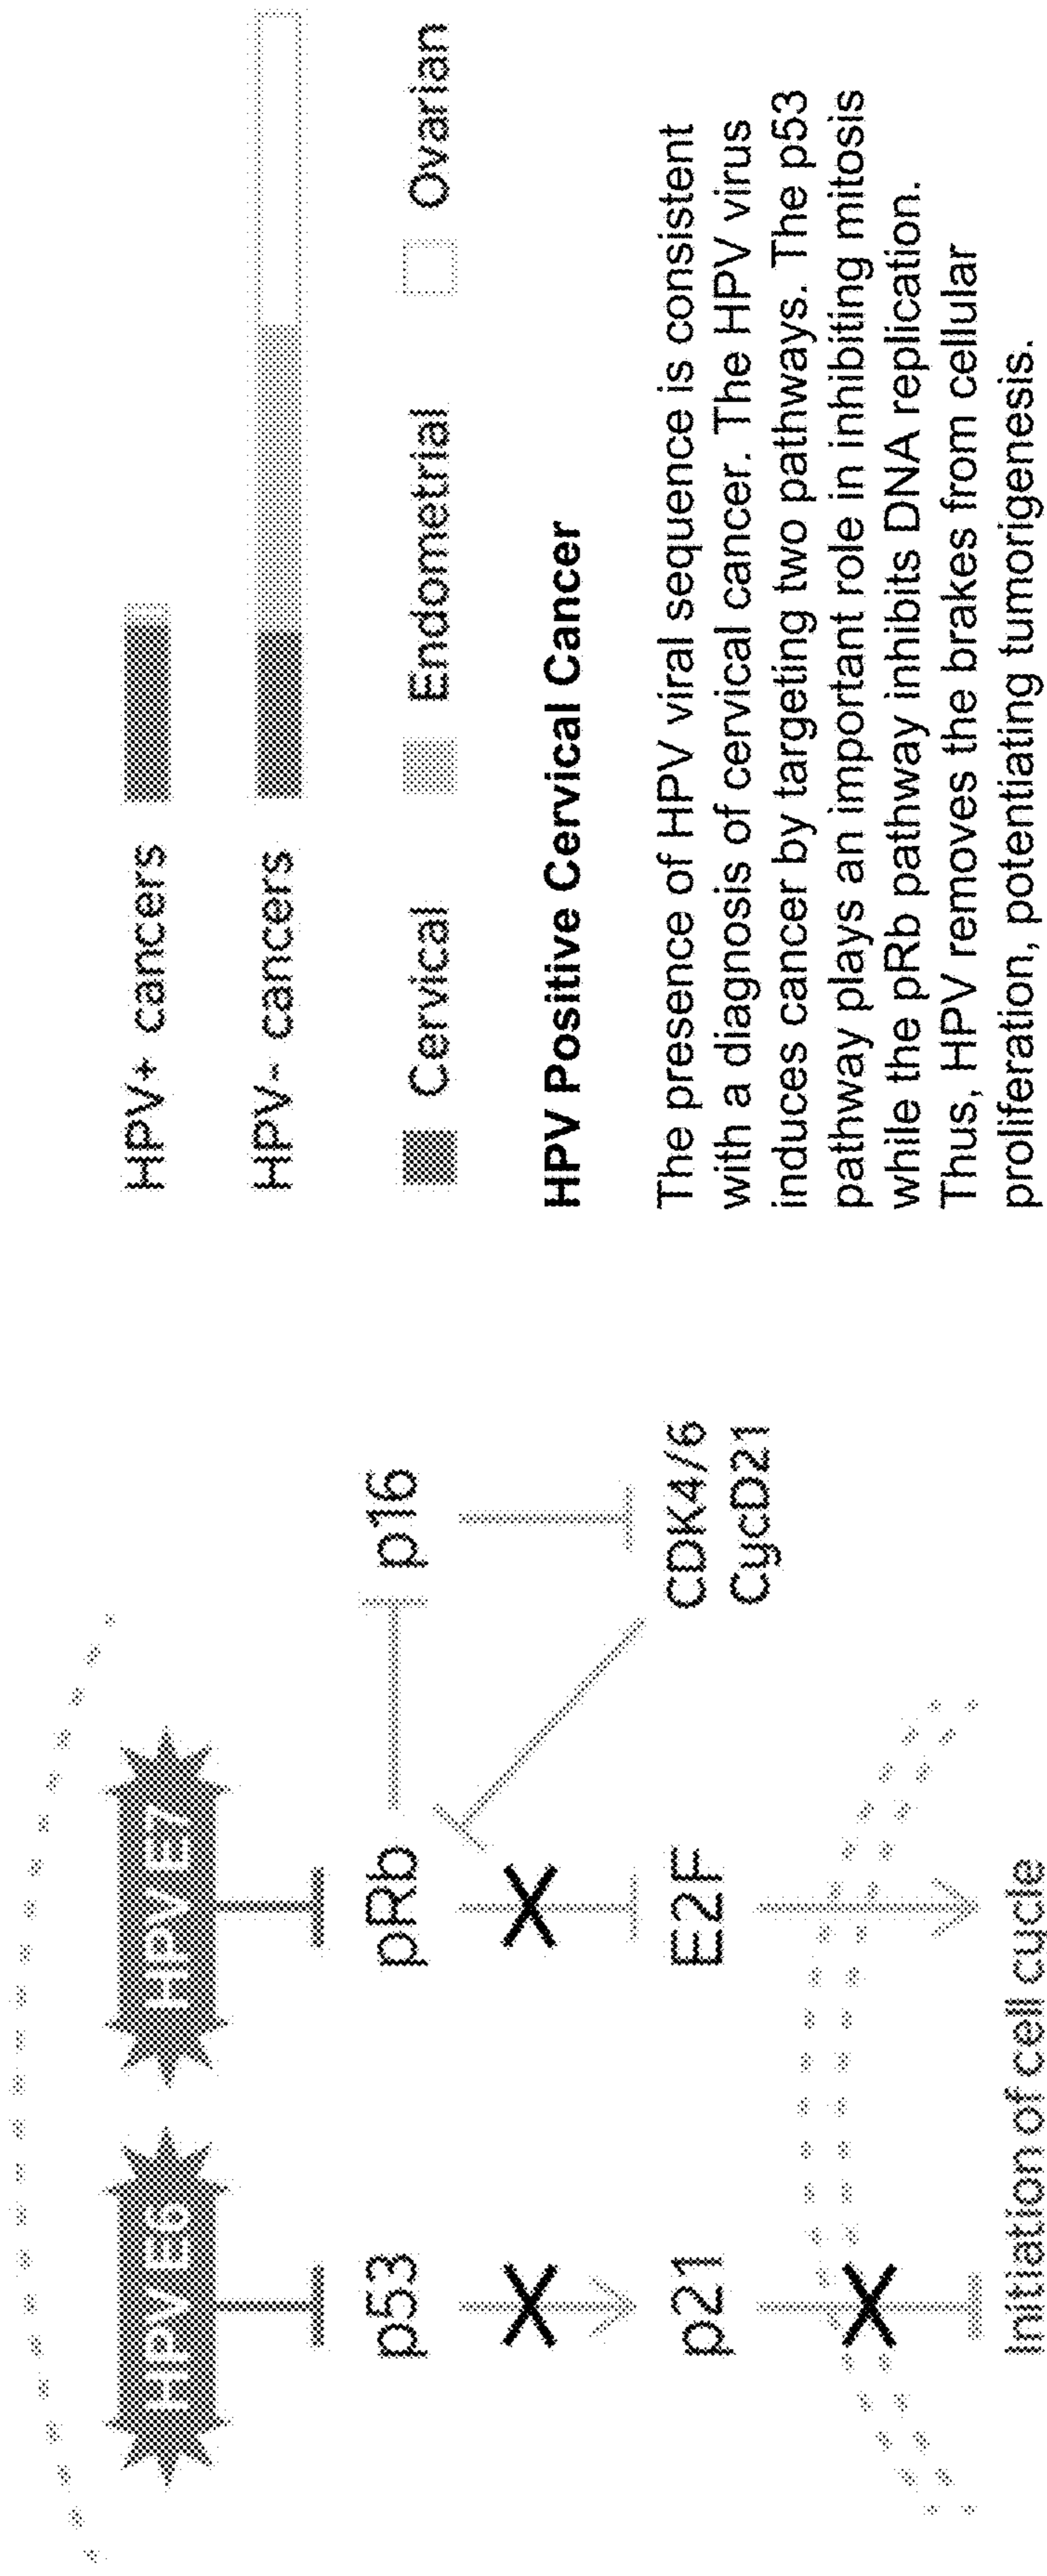 HPV E6
HPV E7
p53
pRb
p16
p21
E2F
CDK4/6
CycD21
Initiation of cell cycle
HPV+ cancers
HPV- cancers
Cervical
Endometrial
Ovarian
HPV Positive Cervical Cancer
The presence of HPV viral sequence is consistent
with a diagnosis of cervical cancer. The HPV virus
induces cancer by targeting two pathways. The p53
pathway plays an important role in inhibiting mitosis
while the pRb pathway inhibits DNA replication.
Thus, HPV removes the brakes from cellular
proliferation, potentiating tumorigenesis.